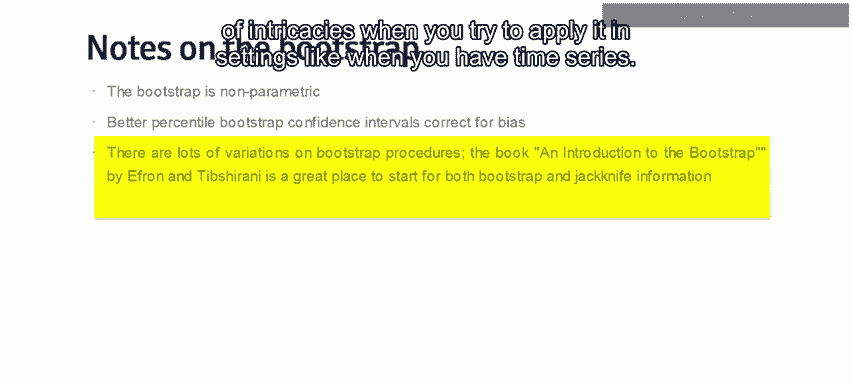 of intricacies when you try to apply it in
settings like when you have time series.
Notes on the bootstrap
· The bootstrap is non-parametric
· Better percentile bootstrap confidence intervals correct for bias
· There are lots of variations on bootstrap procedures; the book "An Introduction to the Bootstrap""
by Efron and Tibshirani is a great place to start for both bootstrap and jackknife information